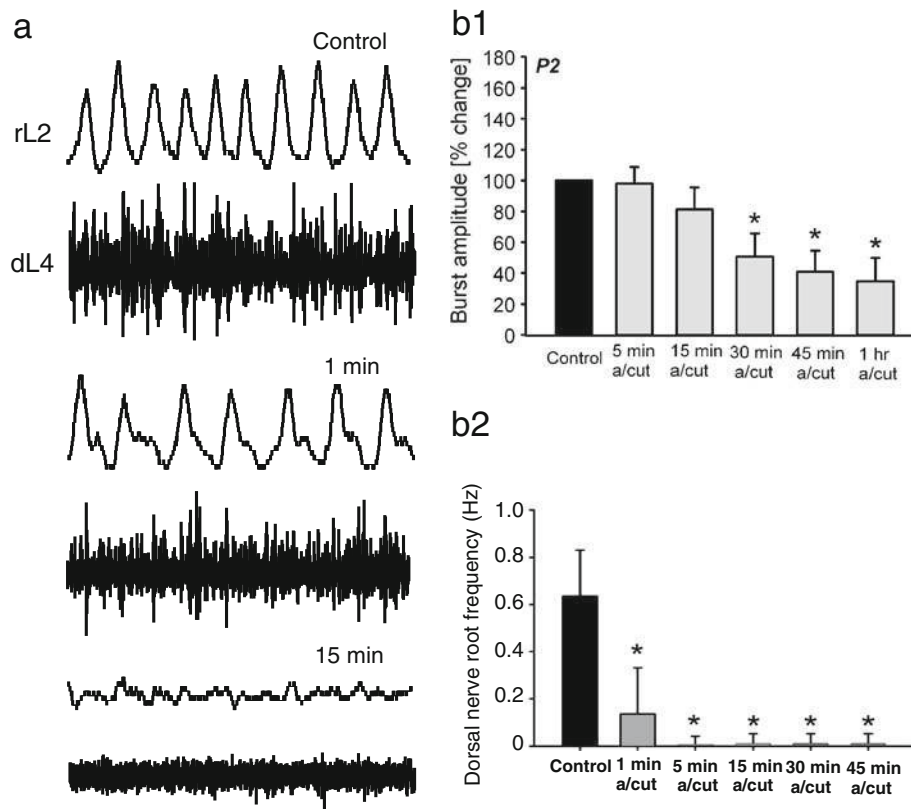 a
Control
rL2
dL4
1 min
15 min
b1
P2
Burst amplitude [% change]
180
160
140
120
100
80
60
40
20
0
* * *
Control 5 min a/cut 15 min a/cut 30 min a/cut 45 min a/cut 1 hr a/cut
b2
Dorsal nerve root frequency (Hz)
1.0
0.8
0.6
0.4
0.2
0
* * * * *
Control 1 min a/cut 5 min a/cut 15 min a/cut 30 min a/cut 45 min a/cut